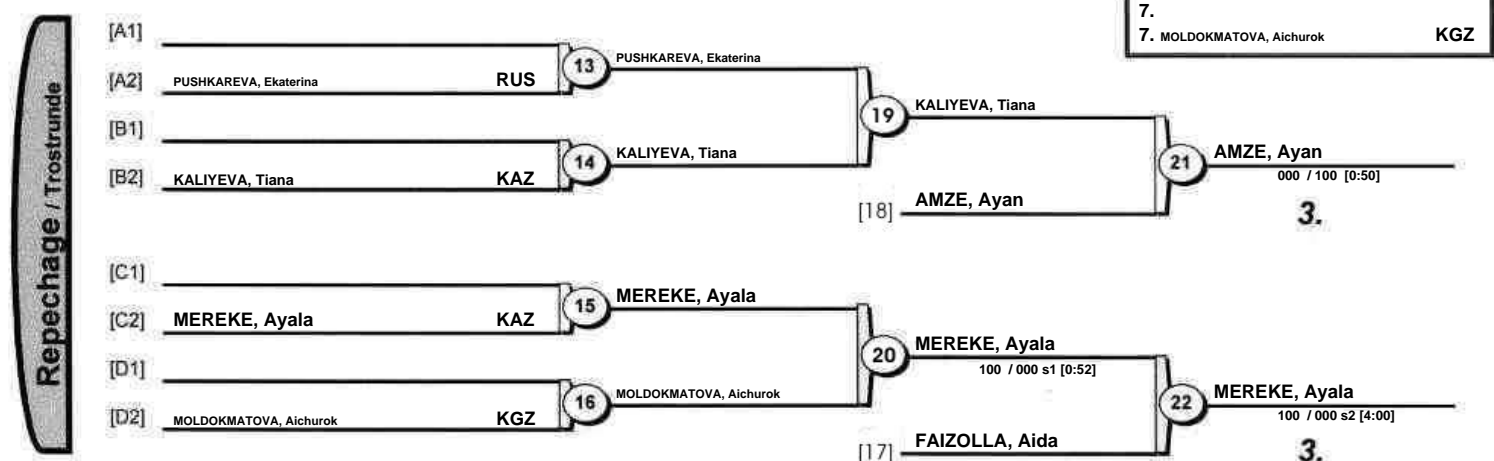 7.
7. MOLDOKMATOVA, Aichurok KGZ
Repechage / Trostrunde
[A1]
[A2] PUSHKAREVA, Ekaterina RUS
13
PUSHKAREVA, Ekaterina
[B1]
[B2] KALIYEVA, Tiana KAZ
14
KALIYEVA, Tiana
19
KALIYEVA, Tiana
[18] AMZE, Ayan
21
AMZE, Ayan
000 / 100 [0:50]
3.
[C1]
[C2] MEREKE, Ayala KAZ
15
MEREKE, Ayala
[D1]
[D2] MOLDOKMATOVA, Aichurok KGZ
16
MOLDOKMATOVA, Aichurok
20
MEREKE, Ayala
100 / 000 s1 [0:52]
[17] FAIZOLLA, Aida
22
MEREKE, Ayala
100 / 000 s2 [4:00]
3.